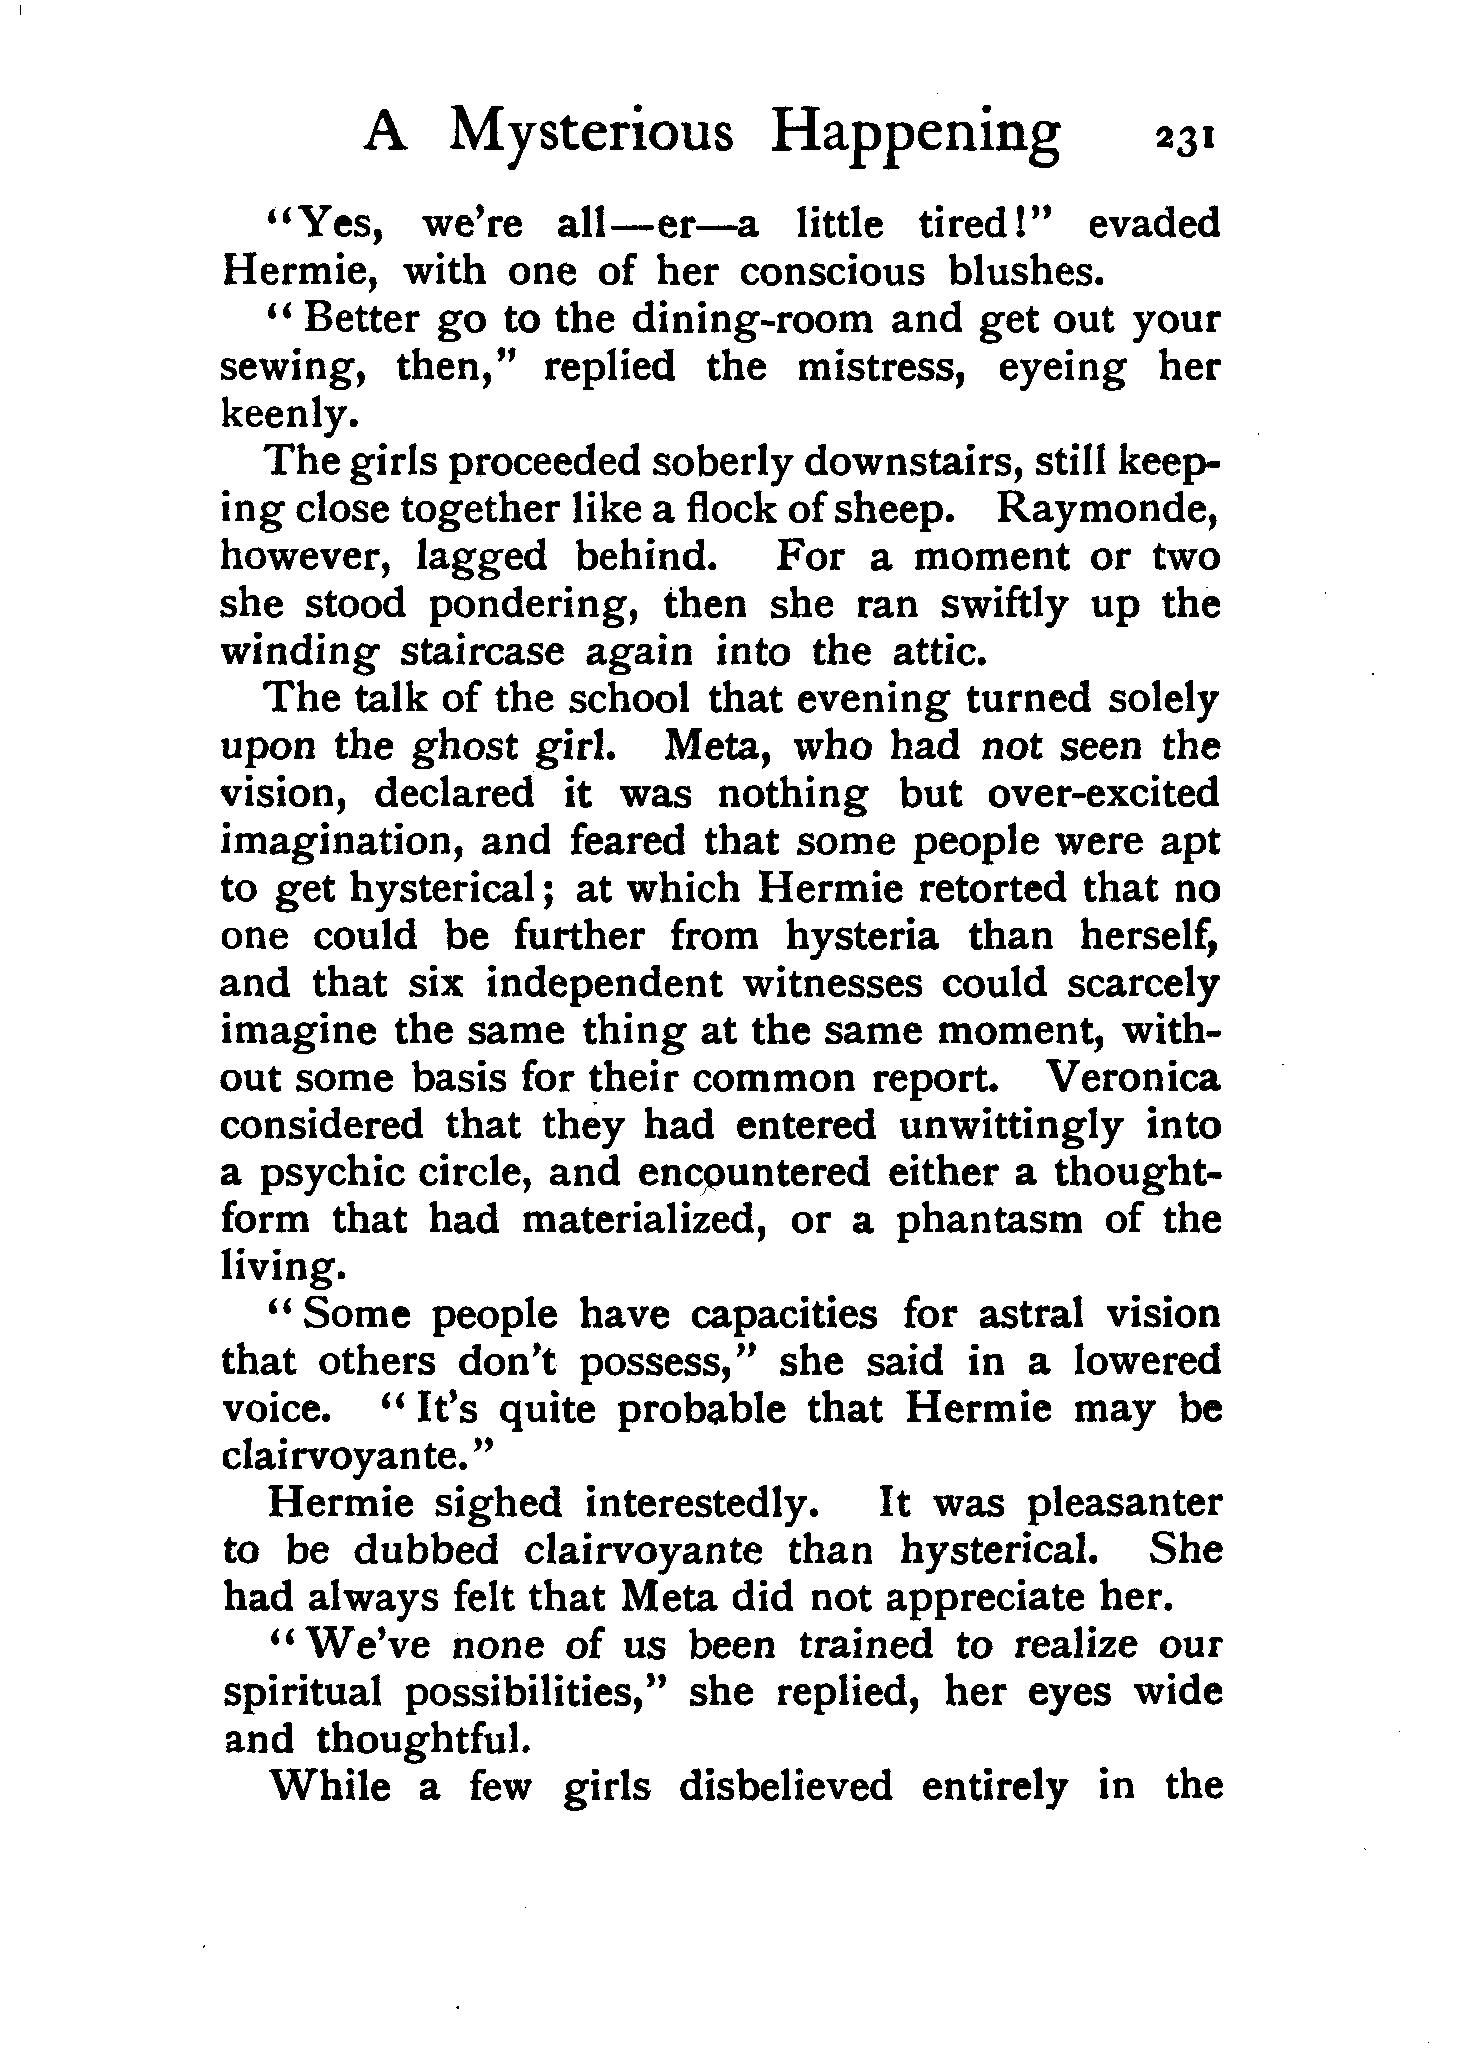 A Mysterious Happening 231
"Yes, we're all—er—a little tired!" evaded
Hermie, with one of her conscious blushes.
"Better go to the dining-room and get out your
sewing, then," replied the mistress, eyeing her
keenly.
The girls proceeded soberly downstairs, still keep-
ing close together like a flock of sheep. Raymonde,
however, lagged behind. For a moment or two
she stood pondering, then she ran swiftly up the
winding staircase again into the attic.
The talk of the school that evening turned solely
upon the ghost girl. Meta, who had not seen the
vision, declared it was nothing but over-excited
imagination, and feared that some people were apt
to get hysterical; at which Hermie retorted that no
one could be further from hysteria than herself,
and that six independent witnesses could scarcely
imagine the same thing at the same moment, with-
out some basis for their common report. Veronica
considered that they had entered unwittingly into
a psychic circle, and encountered either a thought-
form that had materialized, or a phantasm of the
living.
"Some people have capacities for astral vision
that others don't possess," she said in a lowered
voice. "It's quite probable that Hermie may be
clairvoyante."
Hermie sighed interestedly. It was pleasanter
to be dubbed clairvoyante than hysterical. She
had always felt that Meta did not appreciate her.
"We've none of us been trained to realize our
spiritual possibilities," she replied, her eyes wide
and thoughtful.
While a few girls disbelieved entirely in the